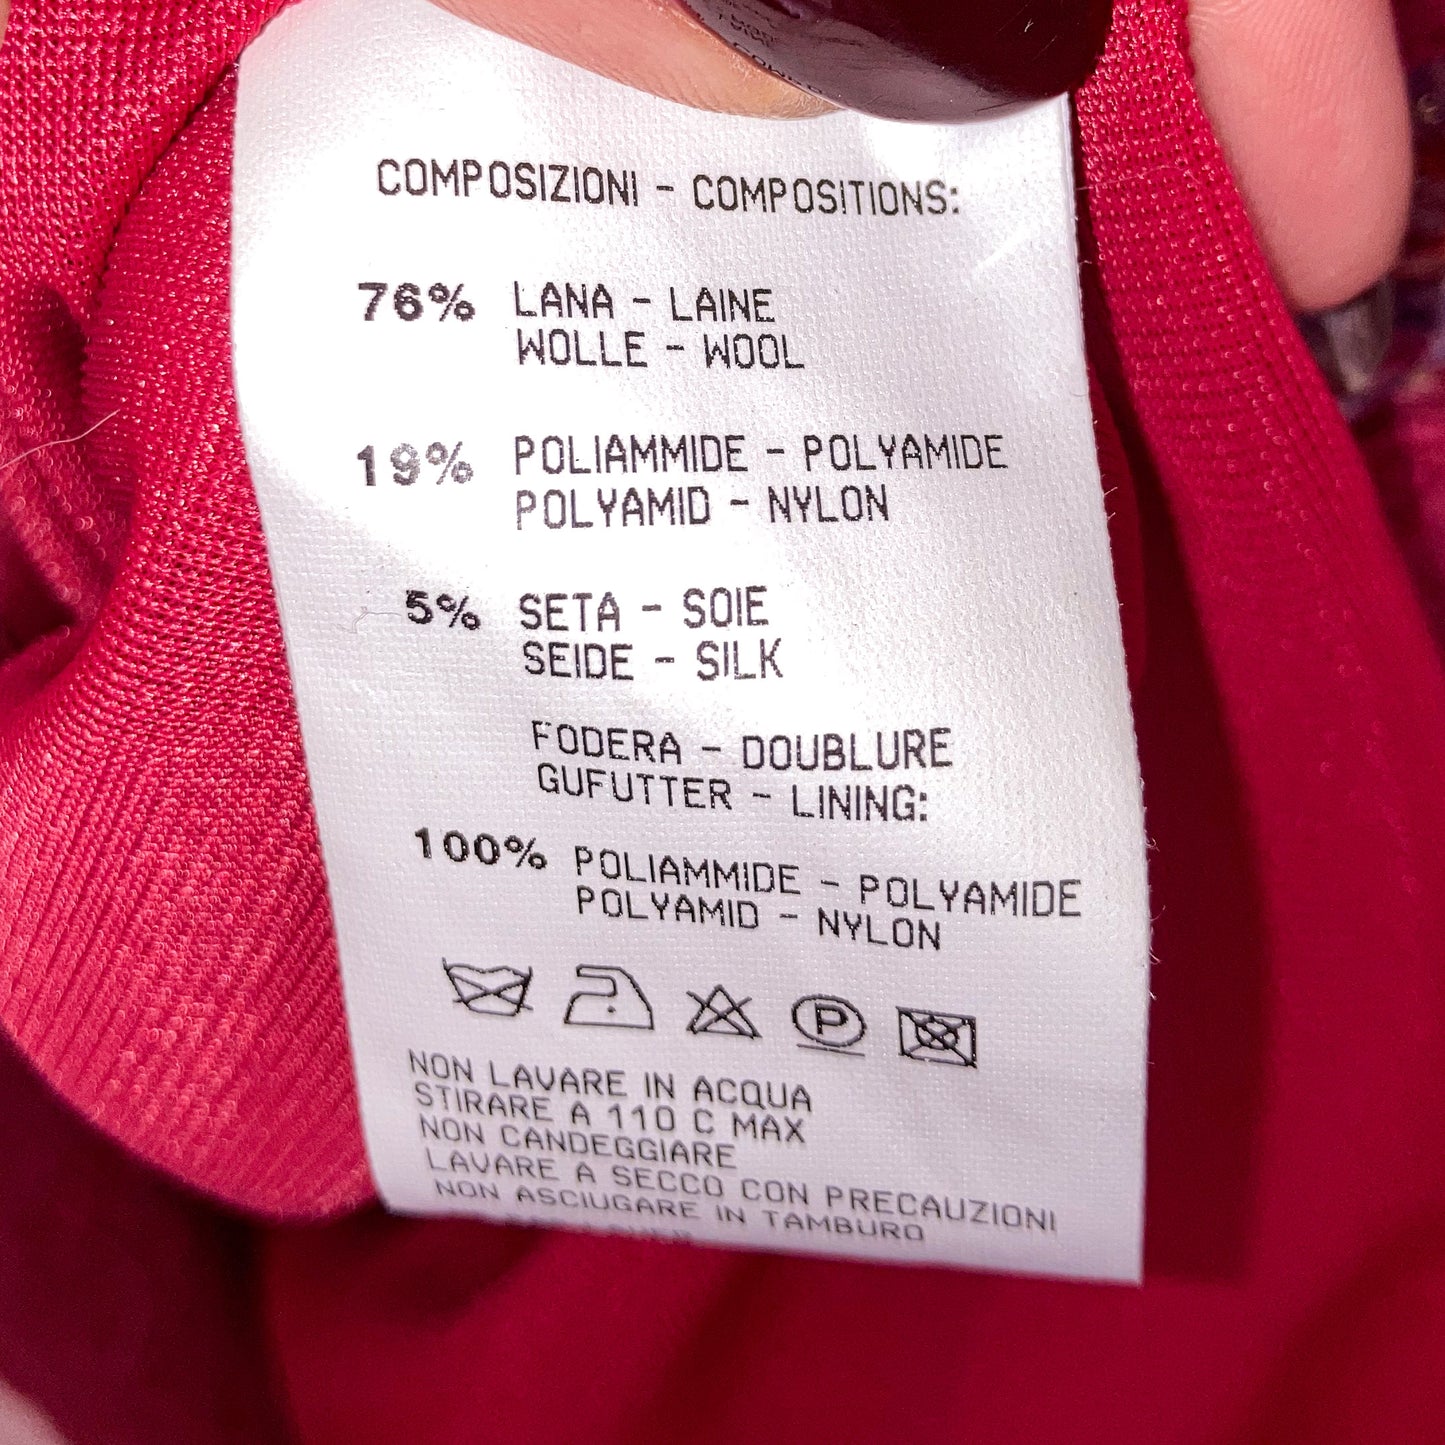 COMPOSIZIONI - COMPOSITIONS:
76% LANA - LAINE
WOLLE - WOOL
19% POLIAMMIDE - POLYAMIDE
POLYAMID - NYLON
5% SETA - SOIE
SEIDE - SILK
FODERA - DOUBLURE
GUFUTTER - LINING:
100% POLIAMMIDE - POLYAMIDE
POLYAMID - NYLON
P
NON LAVARE IN ACQUA
STIRARE A 110 C MAX
NON CANDEGGIARE
LAVARE A SECCO CON PRECAUZIONI
NON ASCIUGARE IN TAMBURO